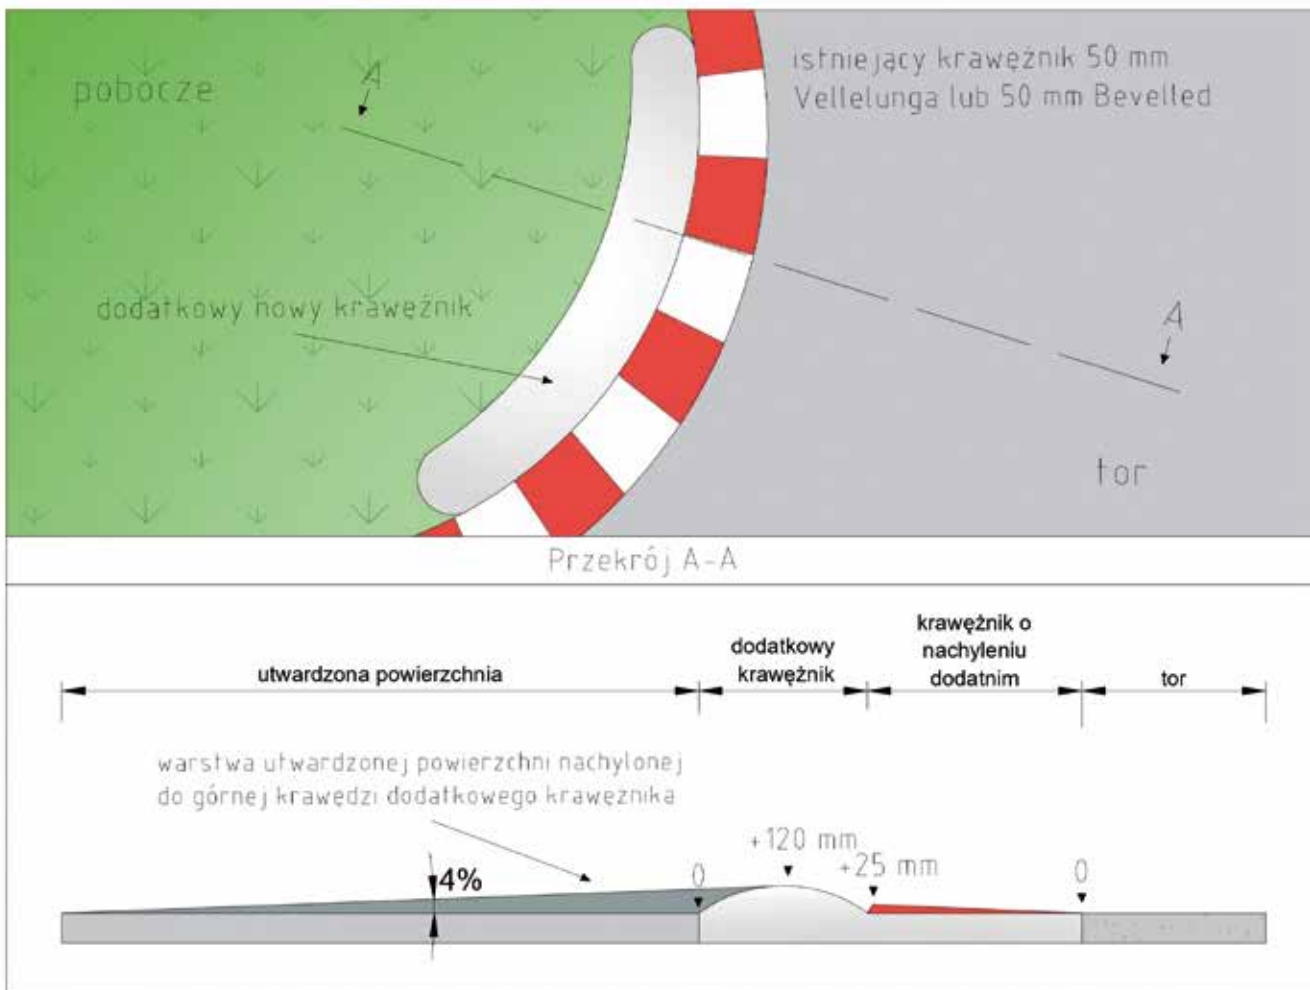 pobocze
A
istniejący krawężnik 50 mm
Vellelunga lub 50 mm Bevelled
dodatkowy nowy krawężnik
A
tor
Przekrój A-A
utwardzona powierzchnia
dodatkowy
krawężnik
krawężnik o
nachyleniu
dodatnim
tor
warstwa utwardzonej powierzchni nachylonej
do górnej krawędzi dodatkowego krawężnika
+120 mm
+25 mm
0
0
4%